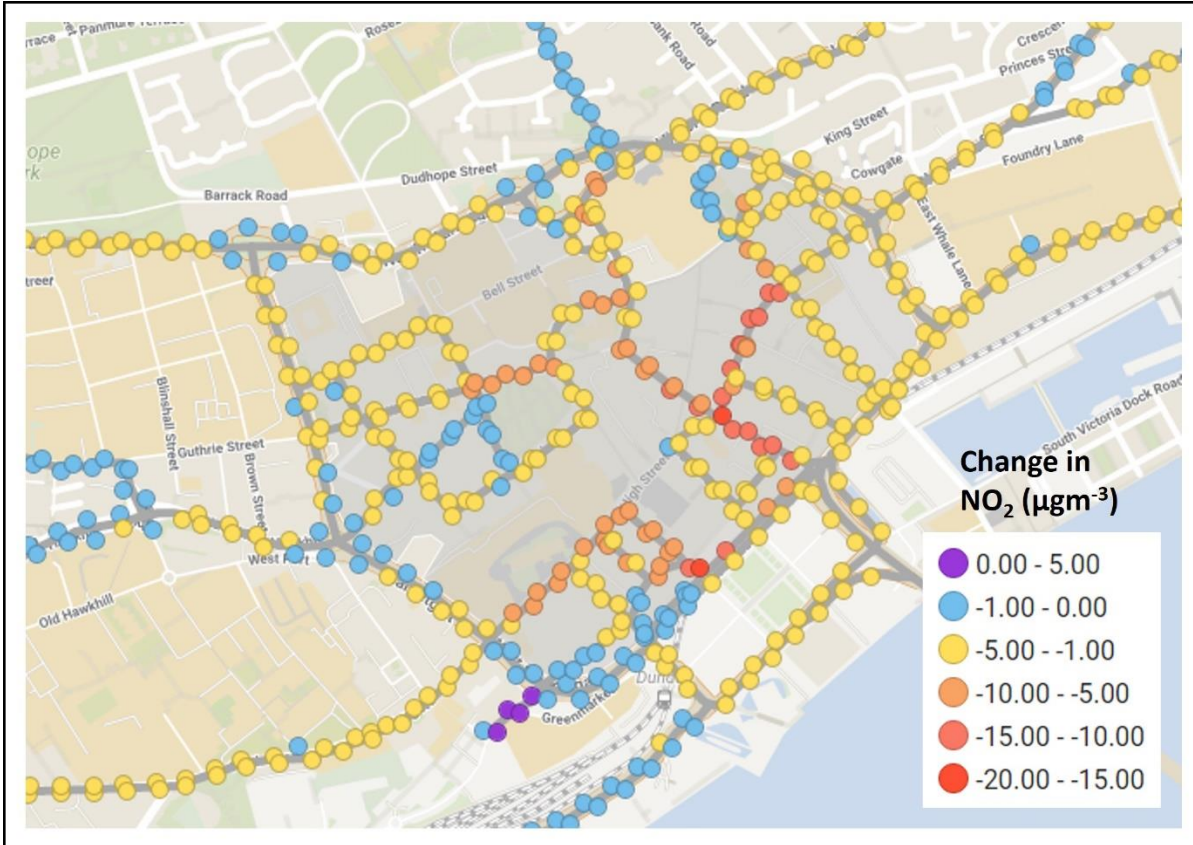 Panmure Terrace
Barrack Road
Dudhope Street
King Street
Cowgate
Foundry Lane
East Whale Lane
Bell Street
Blinshall Street
Guthrie Street
Brown Street
West Port
Old Hawkhill
High Street
Greenmarket
South Victoria Dock Road
Change in
NO₂ (µgm⁻³)
0.00 - 5.00
-1.00 - 0.00
-5.00 - -1.00
-10.00 - -5.00
-15.00 - -10.00
-20.00 - -15.00